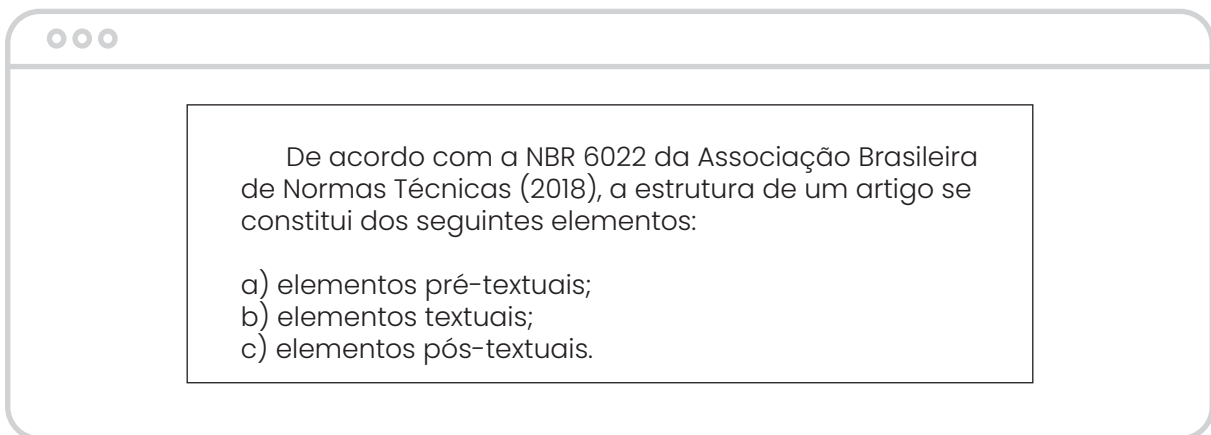 De acordo com a NBR 6022 da Associação Brasileira
de Normas Técnicas (2018), a estrutura de um artigo se
constitui dos seguintes elementos:
a) elementos pré-textuais;
b) elementos textuais;
c) elementos pós-textuais.